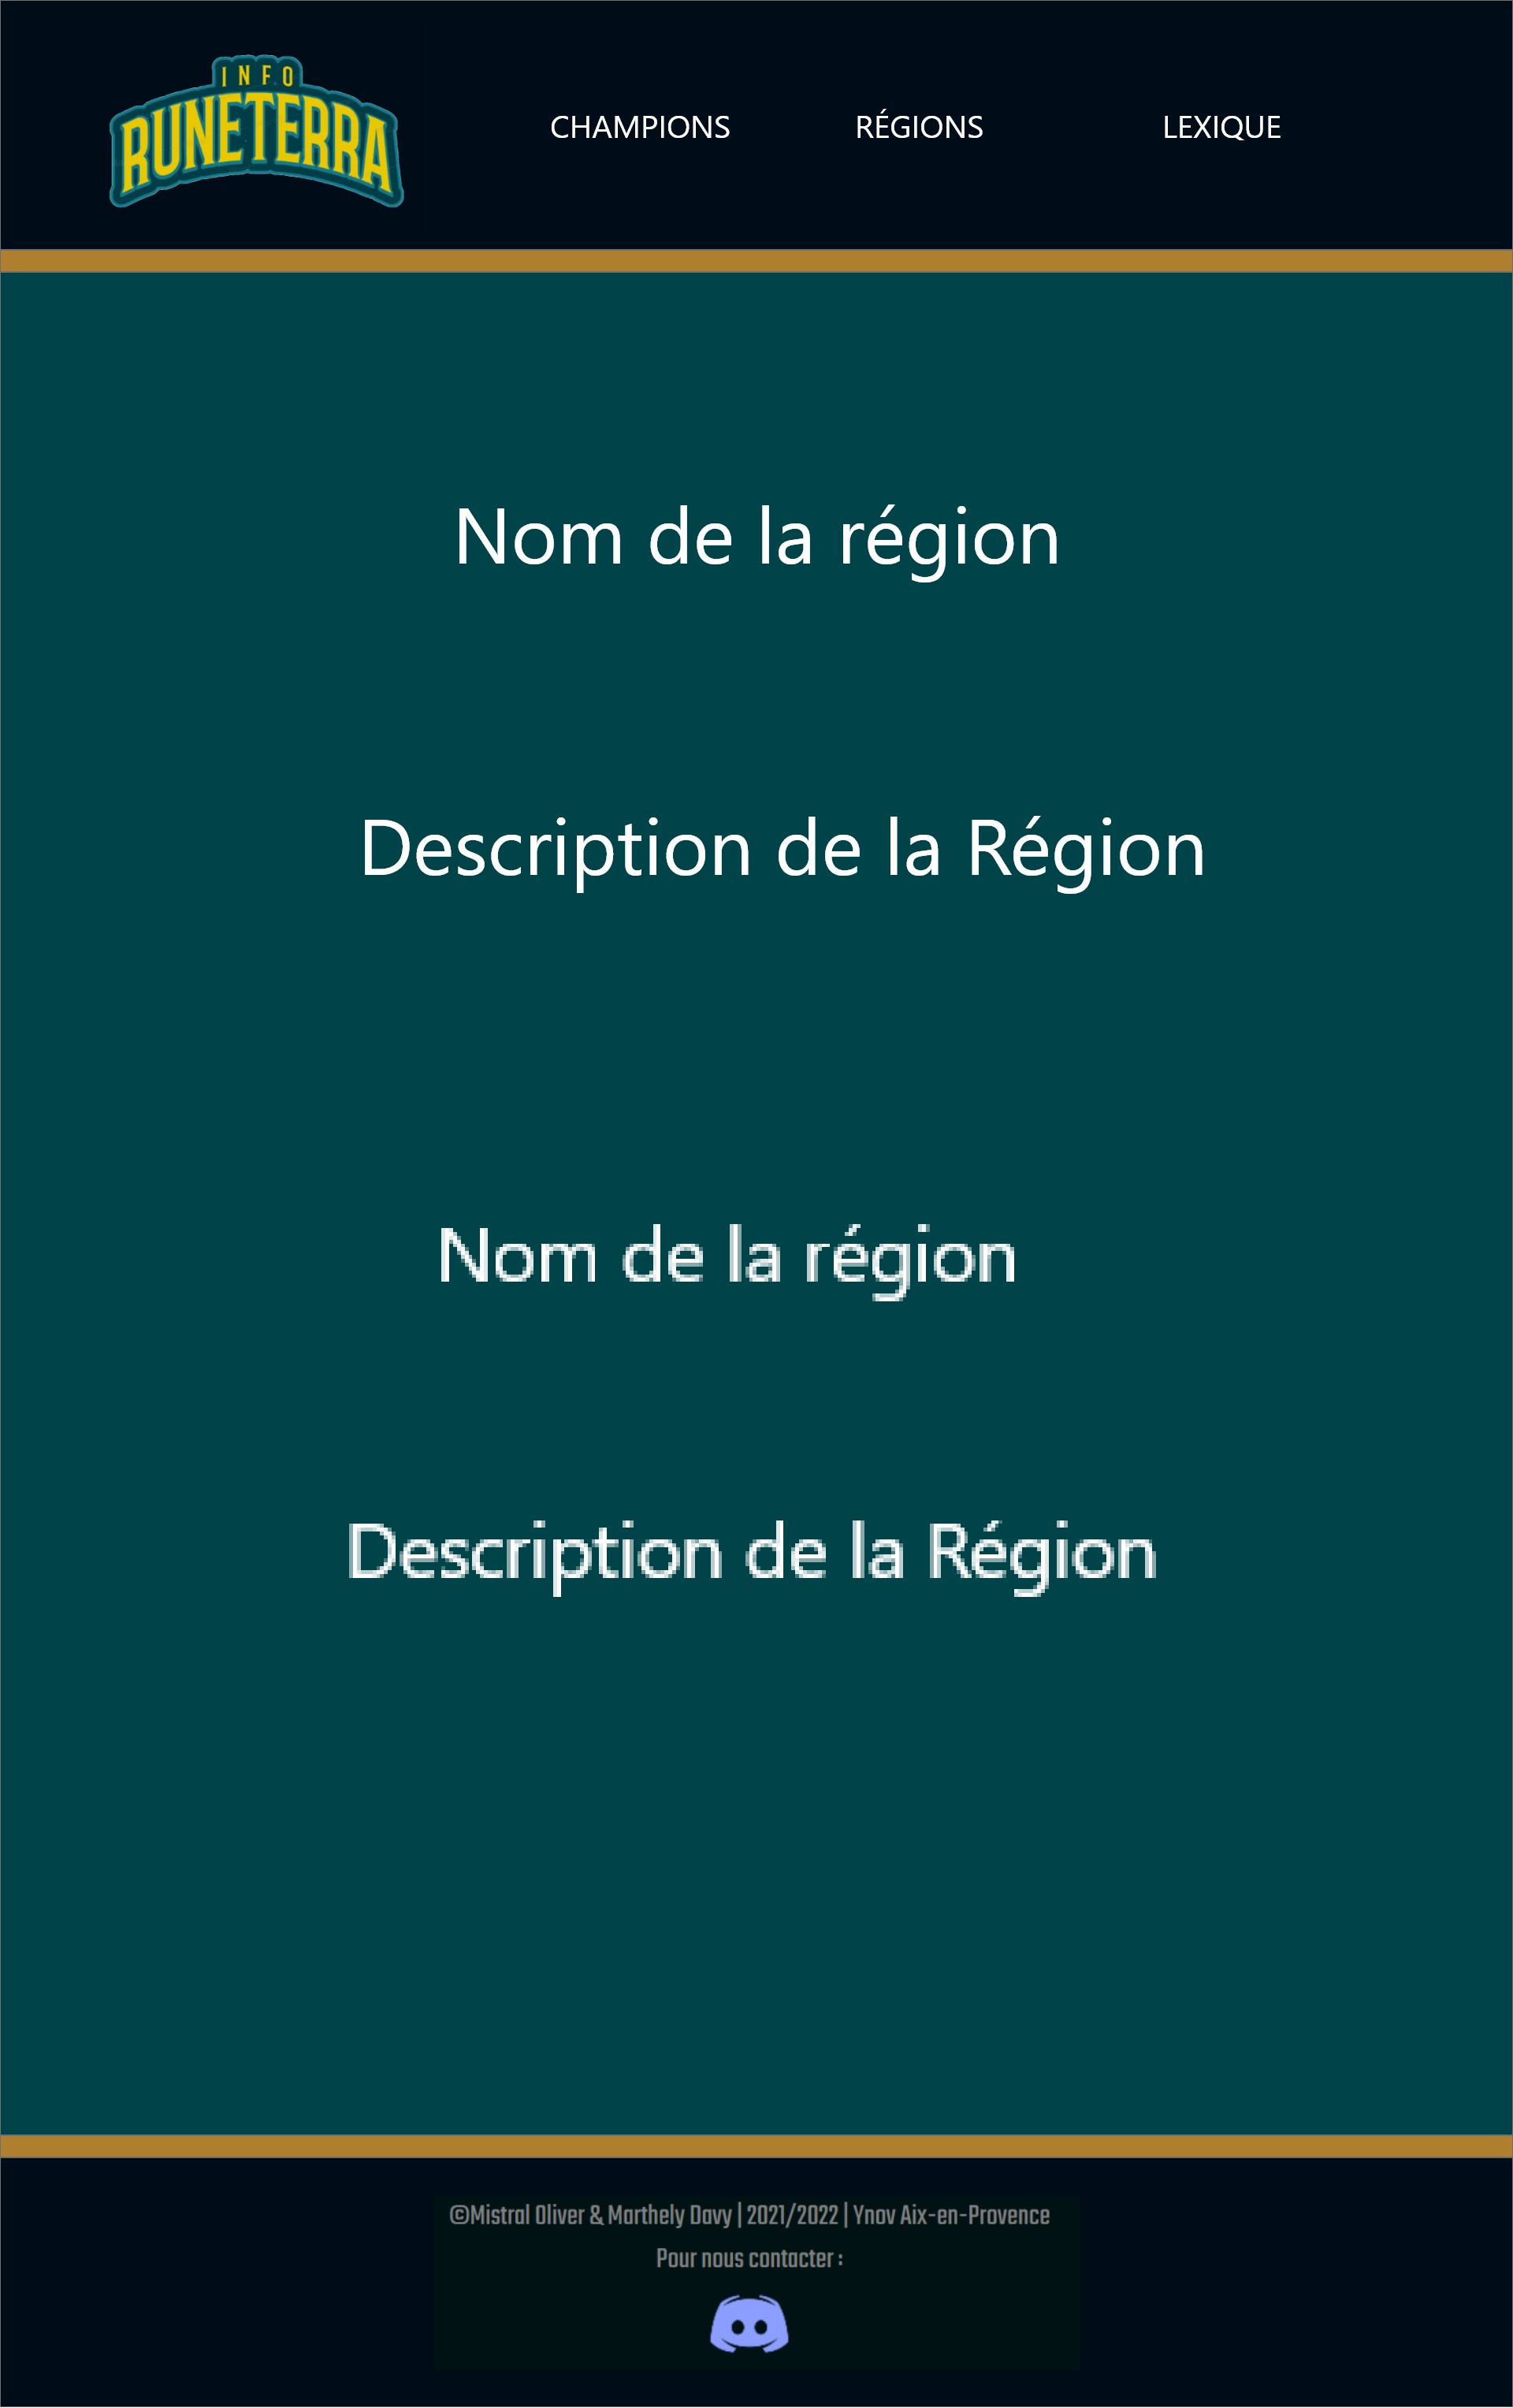 INFO
RUNETERRA
CHAMPIONS RÉGIONS LEXIQUE
Nom de la région
Description de la Région
Nom de la région
Description de la Région
©Mistral Oliver & Marthely Davy | 2021/2022 | Ynov Aix-en-Provence
Pour nous contacter :